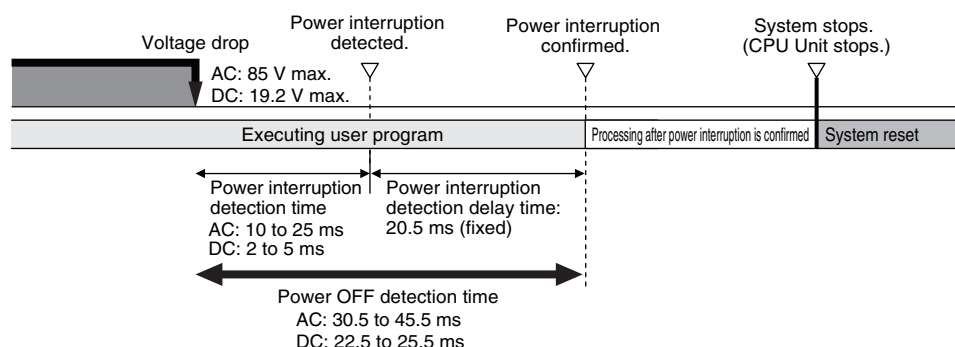 Voltage drop
Power interruption
detected.
Power interruption
confirmed.
System stops.
(CPU Unit stops.)
AC: 85 V max.
DC: 19.2 V max.
Executing user program
Processing after power interruption is confirmed
System reset
Power interruption
detection time
AC: 10 to 25 ms
DC: 2 to 5 ms
Power interruption
detection delay time:
20.5 ms (fixed)
Power OFF detection time
AC: 30.5 to 45.5 ms
DC: 22.5 to 25.5 ms